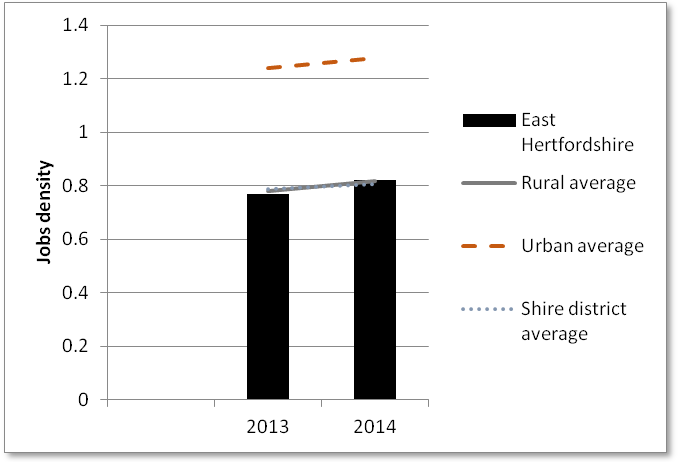 1.4
1.2
1
0.8
0.6
0.4
0.2
0
Jobs density
2013
2014
East
Hertfordshire
Rural average
Urban average
Shire district
average